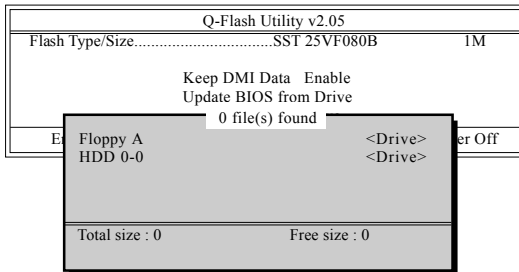 Q-Flash Utility v2.05
Flash Type/Size.................................SST 25VF080B 1M
Keep DMI Data Enable
Update BIOS from Drive
0 file(s) found
Floppy A <Drive>
HDD 0-0 <Drive>
Off
Total size : 0 Free size : 0